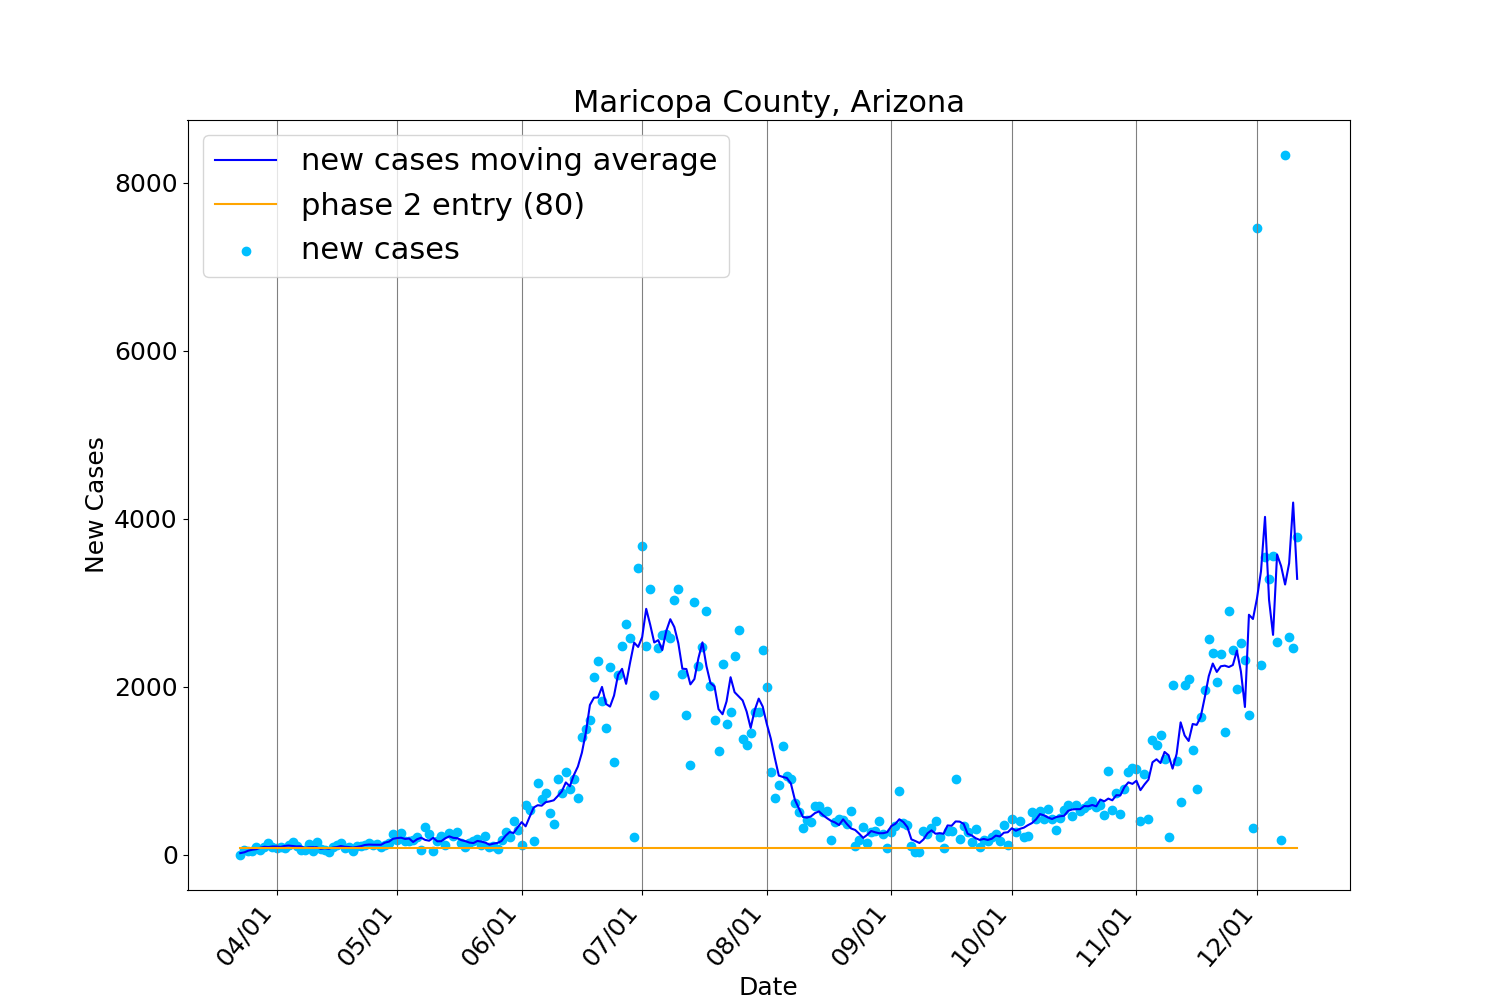 Maricopa County, Arizona
new cases moving average
phase 2 entry (80)
new cases
8000
6000
4000
2000
0
New Cases
04/01
05/01
06/01
07/01
08/01
09/01
10/01
11/01
12/01
Date